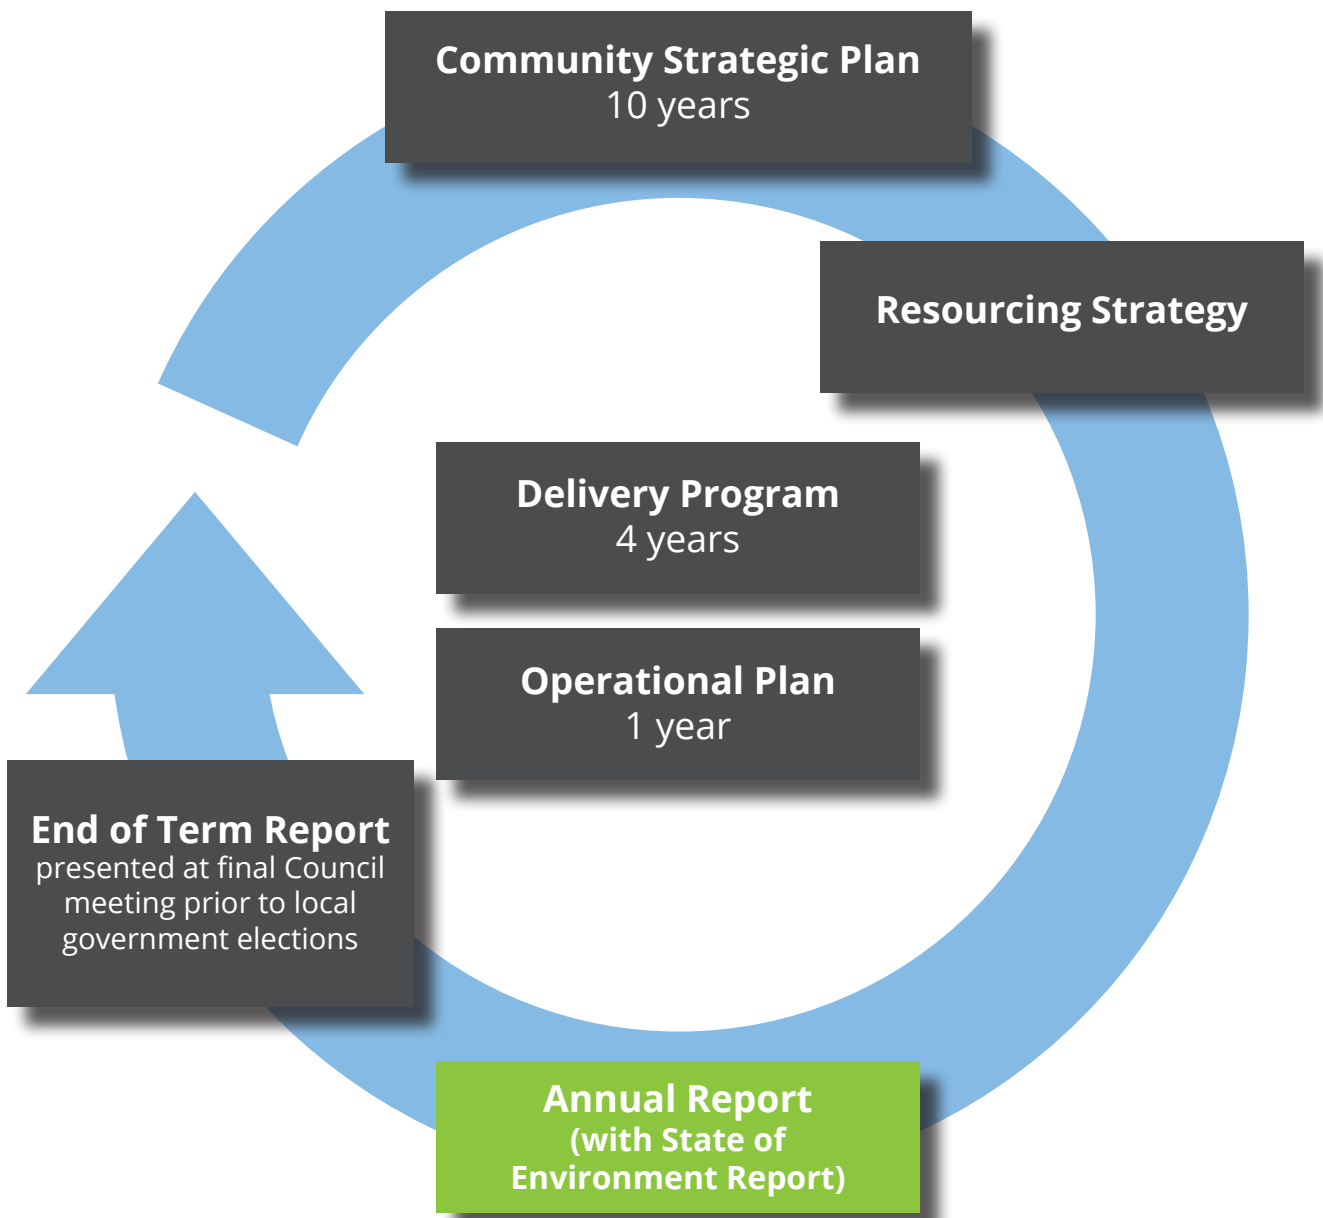 Community Strategic Plan
10 years
Resourcing Strategy
Delivery Program
4 years
Operational Plan
1 year
End of Term Report
presented at final Council
meeting prior to local
government elections
Annual Report
(with State of
Environment Report)